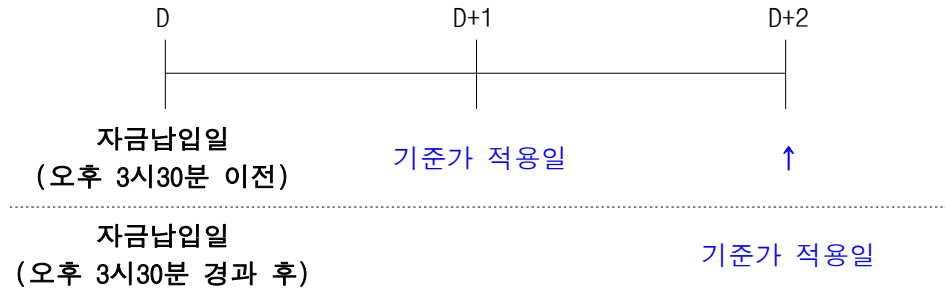 D D+1 D+2
자금납입일
(오후 3시30분 이전)
기준가 적용일
↑
자금납입일
(오후 3시30분 경과 후)
기준가 적용일